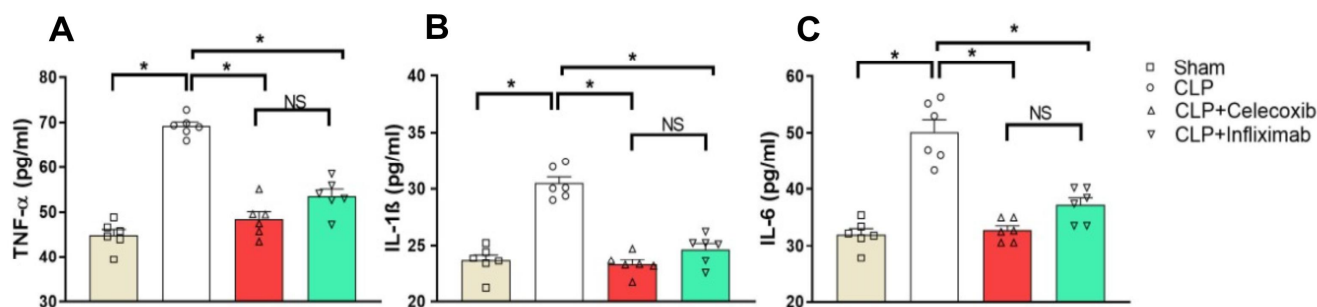 A
B
C
*
*
*
NS
TNF-α (pg/ml)
80
70
60
50
40
30
*
*
*
NS
IL-1ß (pg/ml)
40
35
30
25
20
*
*
*
NS
IL-6 (pg/ml)
60
50
40
30
20
Sham
CLP
CLP+Celecoxib
CLP+Infliximab